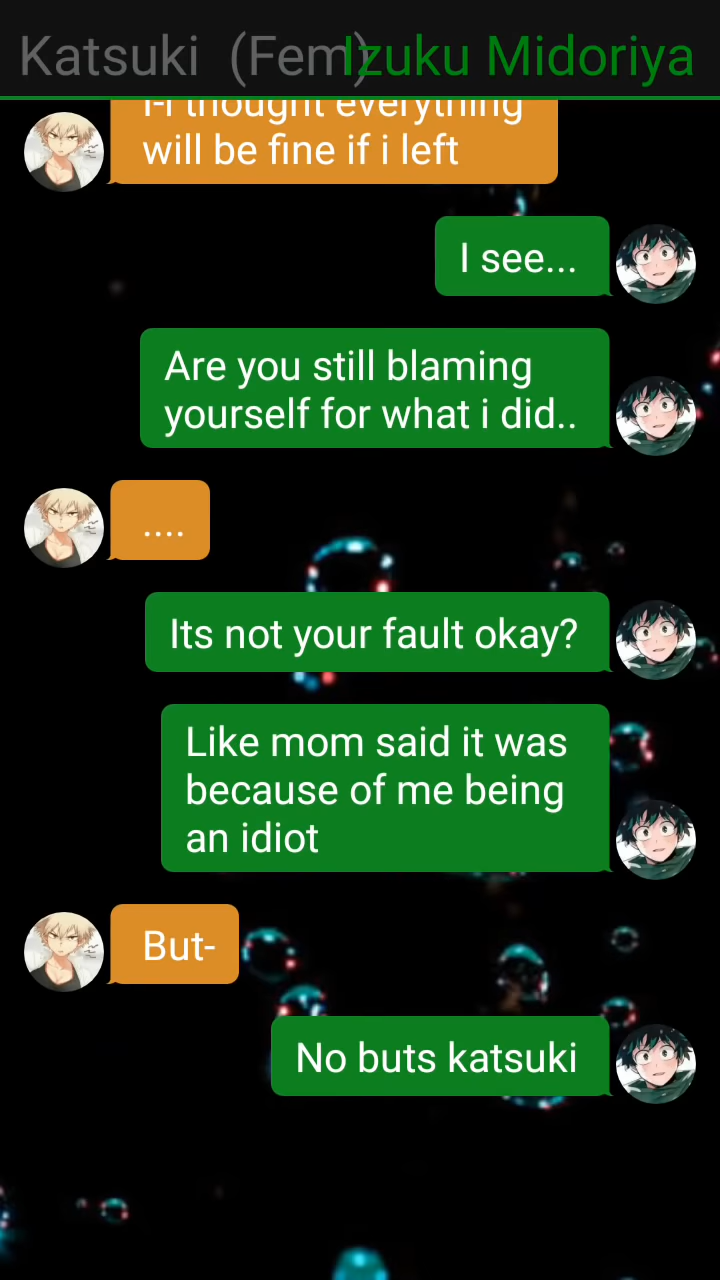 Katsuki (Fem)
Izuku Midoriya
I-I thought everything
will be fine if i left
I see...
Are you still blaming
yourself for what i did..
....
Its not your fault okay?
Like mom said it was
because of me being
an idiot
But-
No buts katsuki